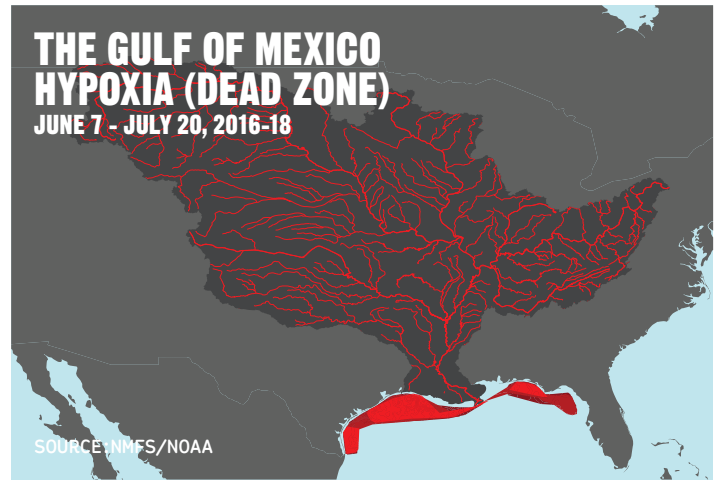 THE GULF OF MEXICO
HYPOXIA (DEAD ZONE)
JUNE 7 - JULY 20, 2016-18
SOURCE:NMFS/NOAA